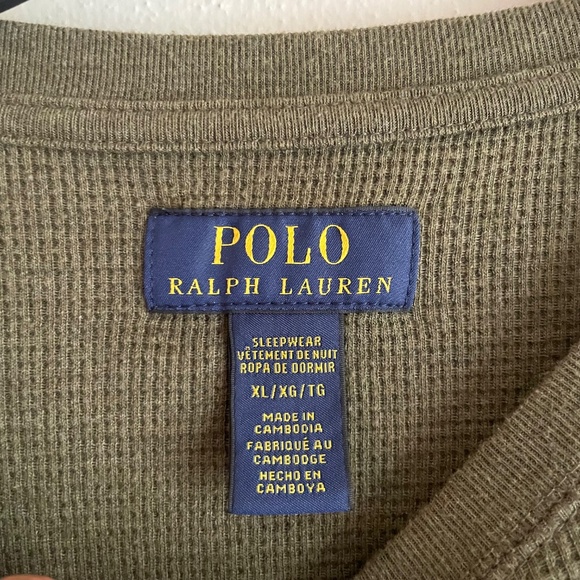 POLO
RALPH LAUREN
SLEEPWEAR
VÊTEMENT DE NUIT
ROPA DE DORMIR
XL/XG/TG
MADE IN
CAMBODIA
FABRIQUÉ AU
CAMBODGE
HECHO EN
CAMBOYA